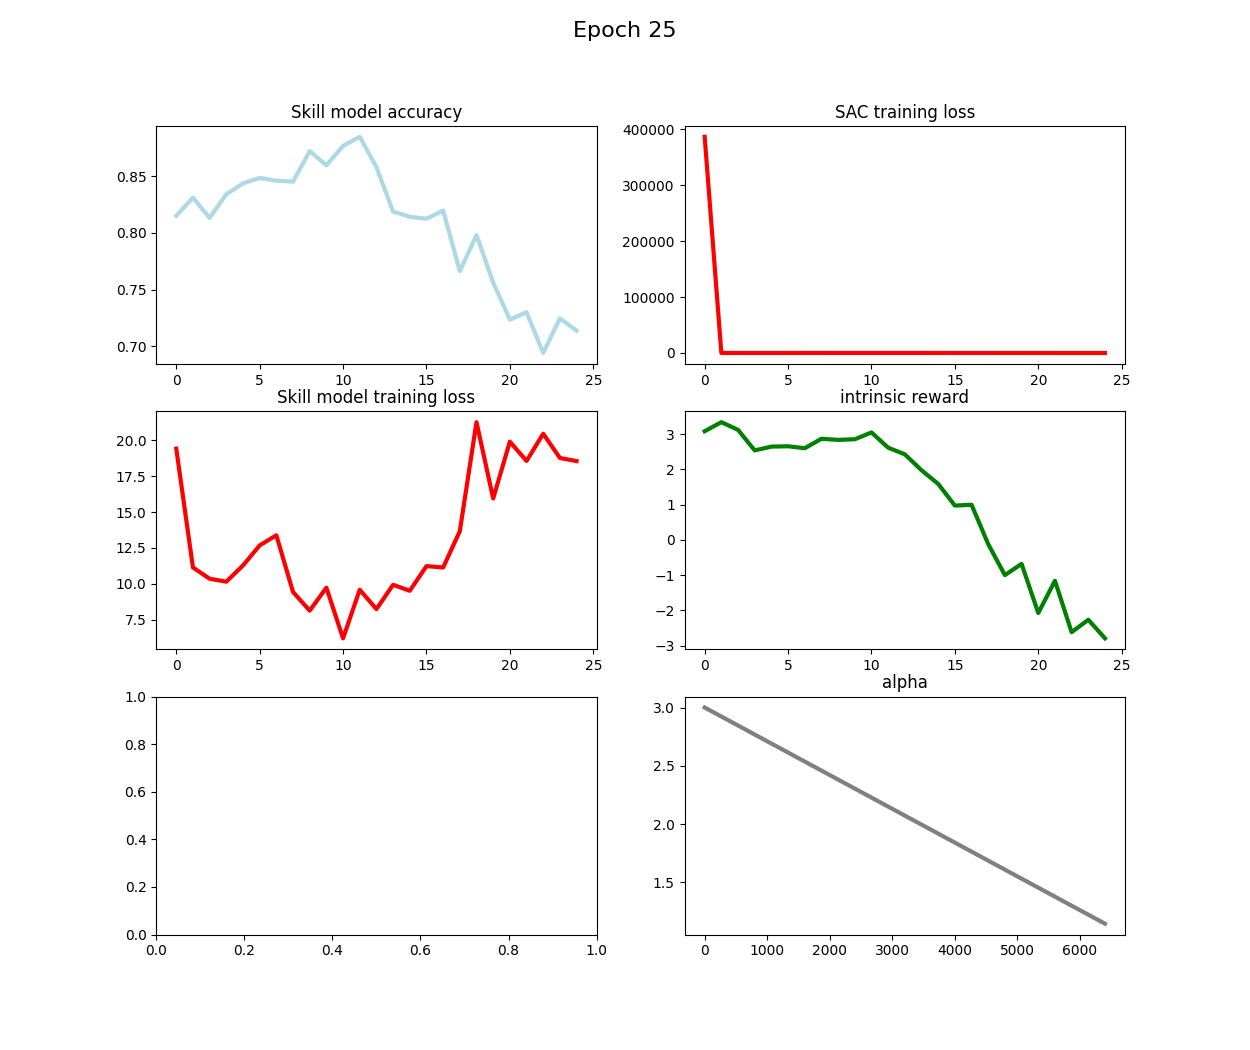 Epoch 25
Skill model accuracy
0.85
0.80
0.75
0.70
0 5 10 15 20 25
SAC training loss
400000
300000
200000
100000
0
0 5 10 15 20 25
Skill model training loss
20.0
17.5
15.0
12.5
10.0
7.5
0 5 10 15 20 25
intrinsic reward
3
2
1
0
−1
−2
−3
0 5 10 15 20 25
1.0
0.8
0.6
0.4
0.2
0.0
0.0 0.2 0.4 0.6 0.8 1.0
alpha
3.0
2.5
2.0
1.5
0 1000 2000 3000 4000 5000 6000